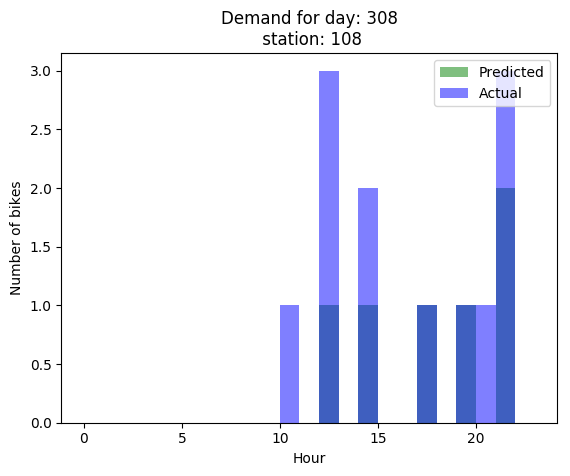 Demand for day: 308
station: 108
Predicted
Actual
3.0
2.5
2.0
1.5
1.0
0.5
0.0
Number of bikes
0
5
10
15
20
Hour